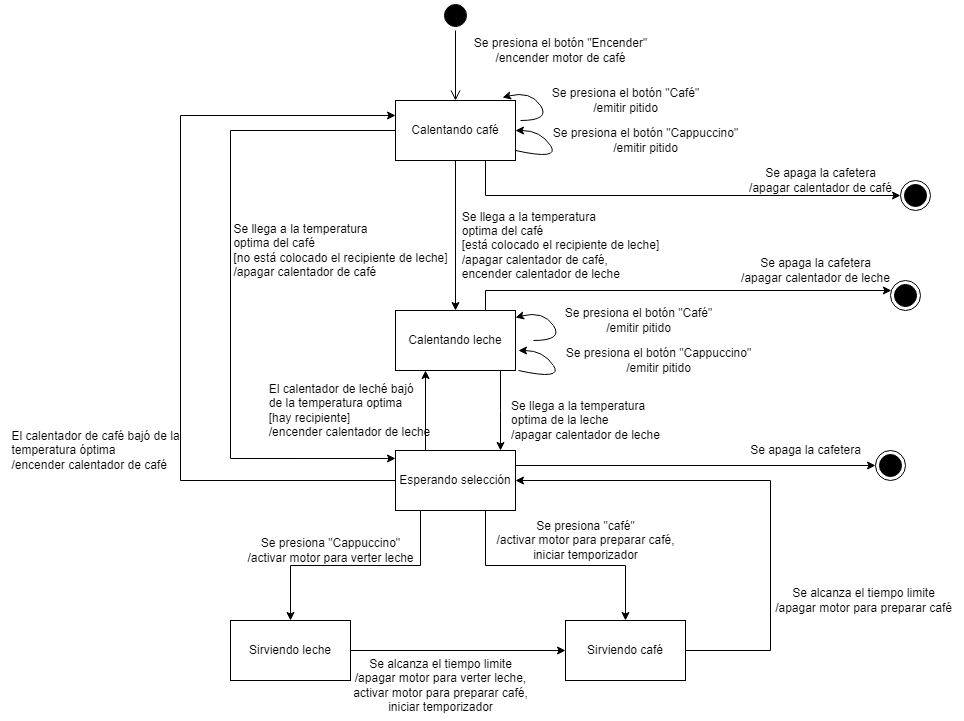 Se presiona el botón "Encender"
/encender motor de café
Se presiona el botón "Café"
/emitir pitido
Calentando café
Se presiona el botón "Cappuccino"
/emitir pitido
Se apaga la cafetera
/apagar calentador de café
Se llega a la temperatura
optima del café
[no está colocado el recipiente de leche]
/apagar calentador de café
Se llega a la temperatura
optima del café
[está colocado el recipiente de leche]
/apagar calentador de café,
encender calentador de leche
Se apaga la cafetera
/apagar calentador de leche
Se presiona el botón "Café"
/emitir pitido
Calentando leche
Se presiona el botón "Cappuccino"
/emitir pitido
El calentador de leché bajó
de la temperatura optima
[hay recipiente]
/encender calentador de leche
Se llega a la temperatura
optima de la leche
/apagar calentador de leche
El calentador de café bajó de la
temperatura óptima
/encender calentador de café
Se apaga la cafetera
Esperando selección
Se presiona "Cappuccino"
/activar motor para verter leche
Se presiona "café"
/activar motor para preparar café,
iniciar temporizador
Se alcanza el tiempo limite
/apagar motor para preparar café
Sirviendo leche
Sirviendo café
Se alcanza el tiempo limite
/apagar motor para verter leche,
activar motor para preparar café,
iniciar temporizador